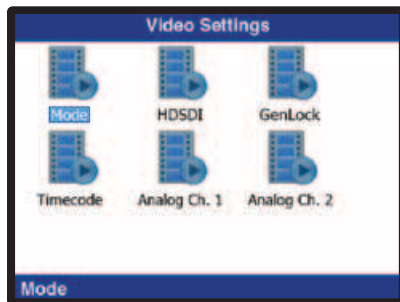 Video Settings
Mode HDSDI GenLock
Timecode Analog Ch. 1 Analog Ch. 2
Mode